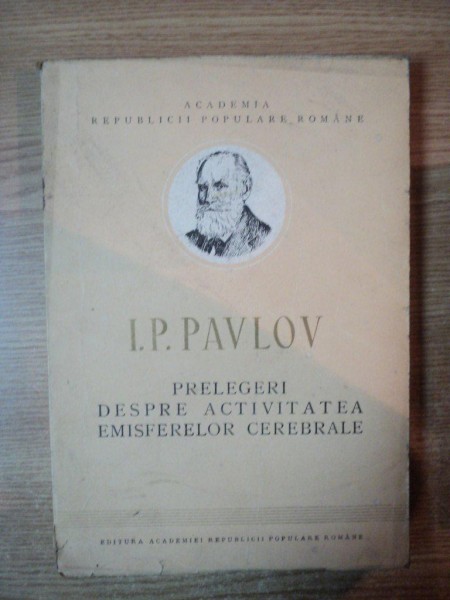 ACADEMIA
REPUBLICII POPULARE ROMÂNE
I.P. PAVLOV
PRELEGERI
DESPRE ACTIVITATEA
EMISFERELOR CEREBRALE
EDITURA ACADEMIEI REPUBLICII POPULARE ROMÂNE